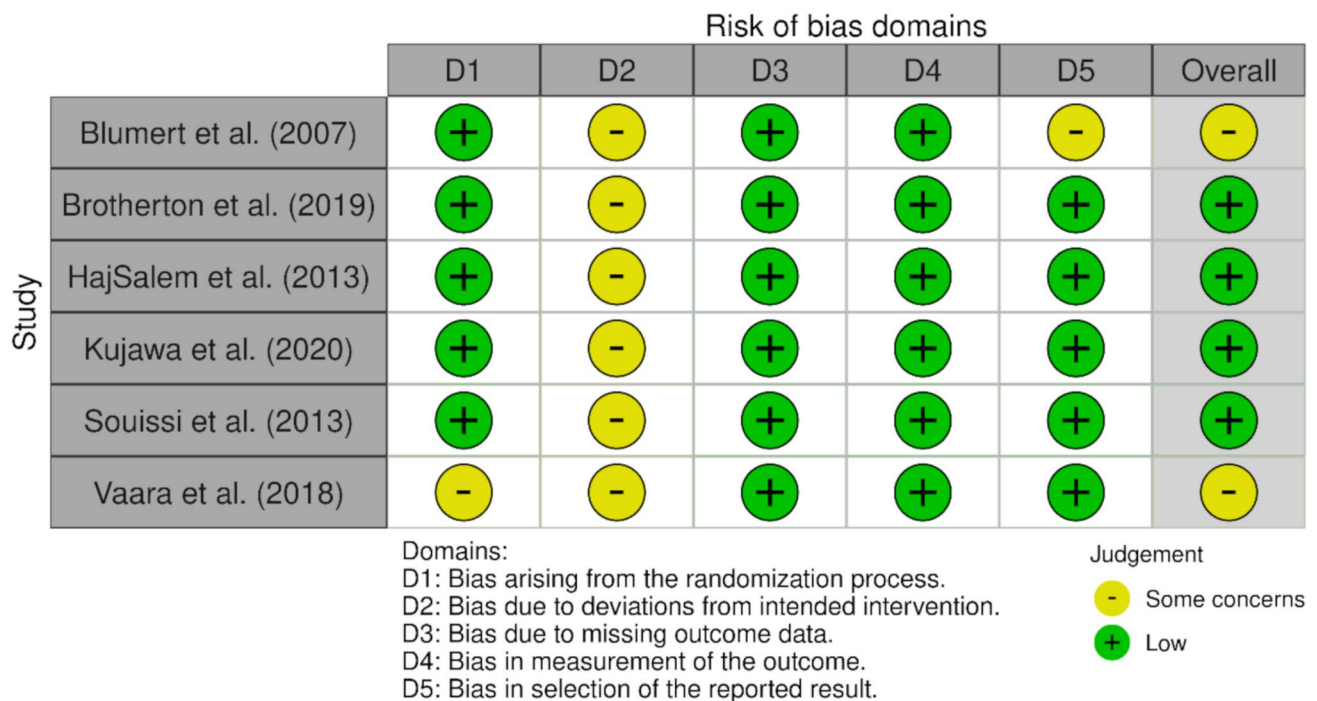 Risk of bias domains
D1 D2 D3 D4 D5 Overall
Study
Blumert et al. (2007) + - + + - -
Brotherton et al. (2019) + - + + + +
HajSalem et al. (2013) + - + + + +
Kujawa et al. (2020) + - + + + +
Souissi et al. (2013) + - + + + +
Vaara et al. (2018) - - + + + -
Domains:
D1: Bias arising from the randomization process.
D2: Bias due to deviations from intended intervention.
D3: Bias due to missing outcome data.
D4: Bias in measurement of the outcome.
D5: Bias in selection of the reported result.
Judgement
- Some concerns
+ Low